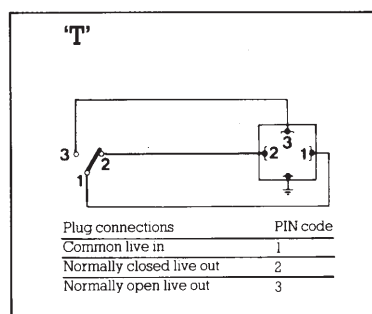 ‘T’
3
2
1
3
2
1
Plug connections PIN code
Common live in 1
Normally closed live out 2
Normally open live out 3